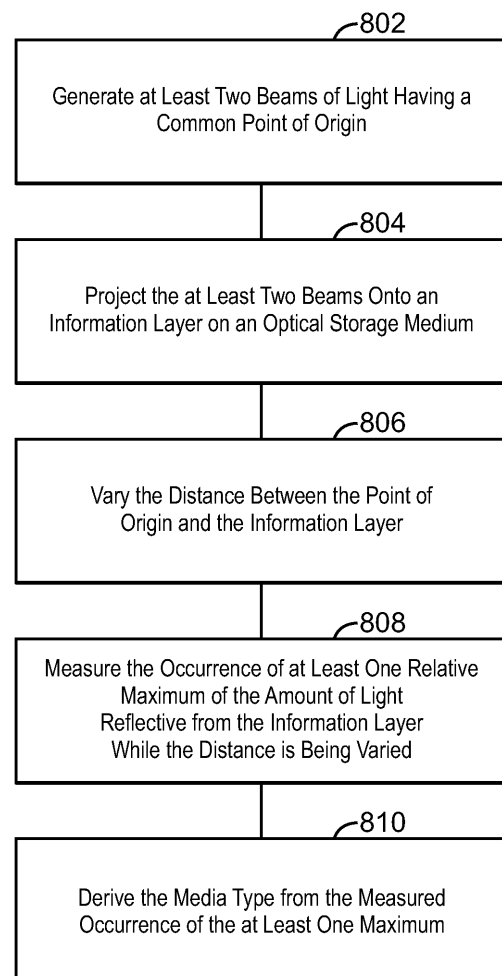 802
Generate at Least Two Beams of Light Having a
Common Point of Origin
804
Project the at Least Two Beams Onto an
Information Layer on an Optical Storage Medium
806
Vary the Distance Between the Point of
Origin and the Information Layer
808
Measure the Occurrence of at Least One Relative
Maximum of the Amount of Light
Reflective from the Information Layer
While the Distance is Being Varied
810
Derive the Media Type from the Measured
Occurrence of the at Least One Maximum